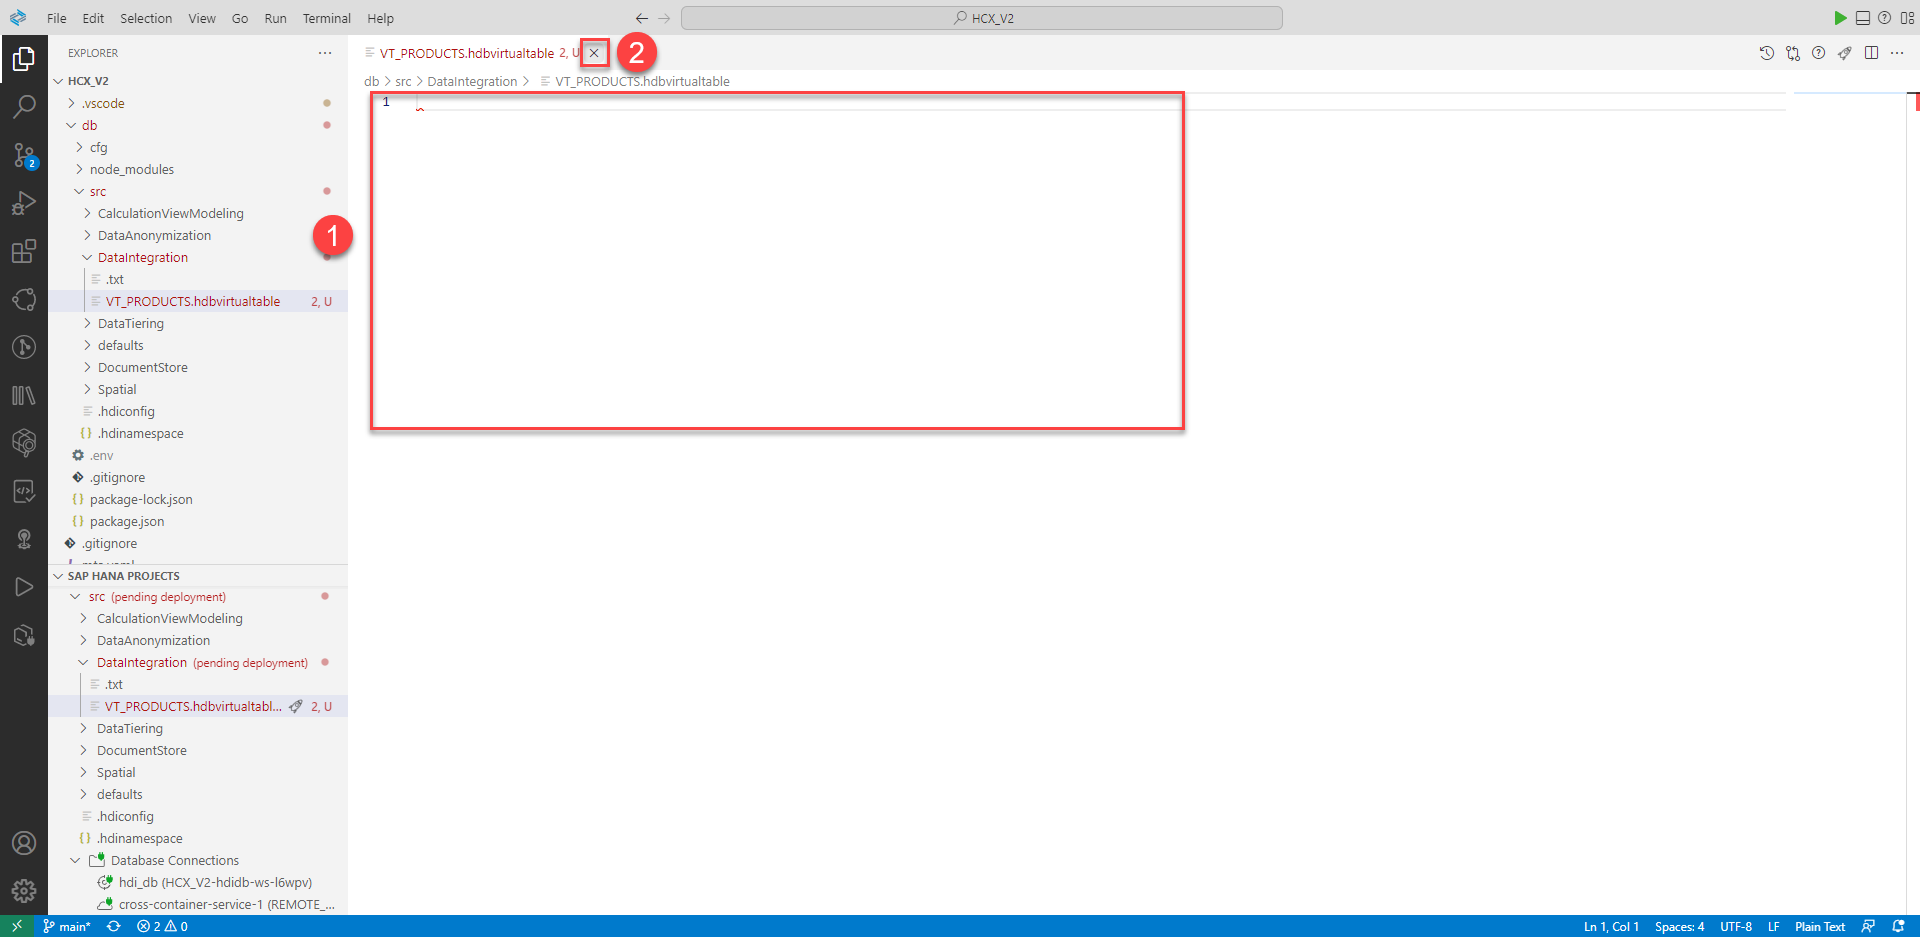 File Edit Selection View Go Run Terminal Help
HCX_V2
EXPLORER
VT_PRODUCTS.hdbvirtualtable 2, U
2
db > src > DataIntegration > VT_PRODUCTS.hdbvirtualtable
1
HCX_V2
.vscode
db
cfg
node_modules
src
CalculationViewModeling
DataAnonymization
1
DataIntegration
.txt
VT_PRODUCTS.hdbvirtualtable 2, U
DataTiering
defaults
DocumentStore
Spatial
.hdiconfig
.hdinamespace
.env
.gitignore
package-lock.json
package.json
.gitignore
SAP HANA PROJECTS
src (pending deployment)
CalculationViewModeling
DataAnonymization
DataIntegration (pending deployment)
.txt
VT_PRODUCTS.hdbvirtualtabl... 2, U
DataTiering
DocumentStore
Spatial
defaults
.hdiconfig
.hdinamespace
Database Connections
hdi_db (HCX_V2-hdidb-ws-l6wpv)
cross-container-service-1 (REMOTE_...
2
main* 2 0 Ln 1, Col 1 Spaces: 4 UTF-8 LF Plain Text